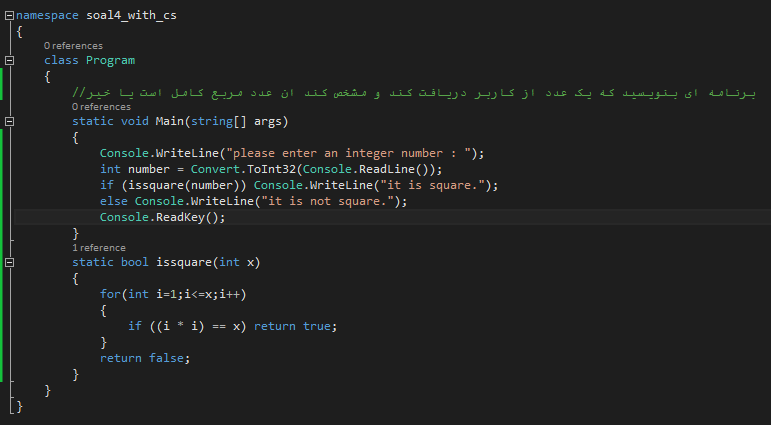 namespace soal4_with_cs
{
0 references
class Program
{
//برنامه ای بنویسید که یک عدد از کاربر دریافت کند و مشخص کند ان عدد مربع کامل است یا خیر
0 references
static void Main(string[] args)
{
Console.WriteLine("please enter an integer number : ");
int number = Convert.ToInt32(Console.ReadLine());
if (issquare(number)) Console.WriteLine("it is square.");
else Console.WriteLine("it is not square.");
Console.ReadKey();
}
1 reference
static bool issquare(int x)
{
for(int i=1;i<=x;i++)
{
if ((i * i) == x) return true;
}
return false;
}
}
}